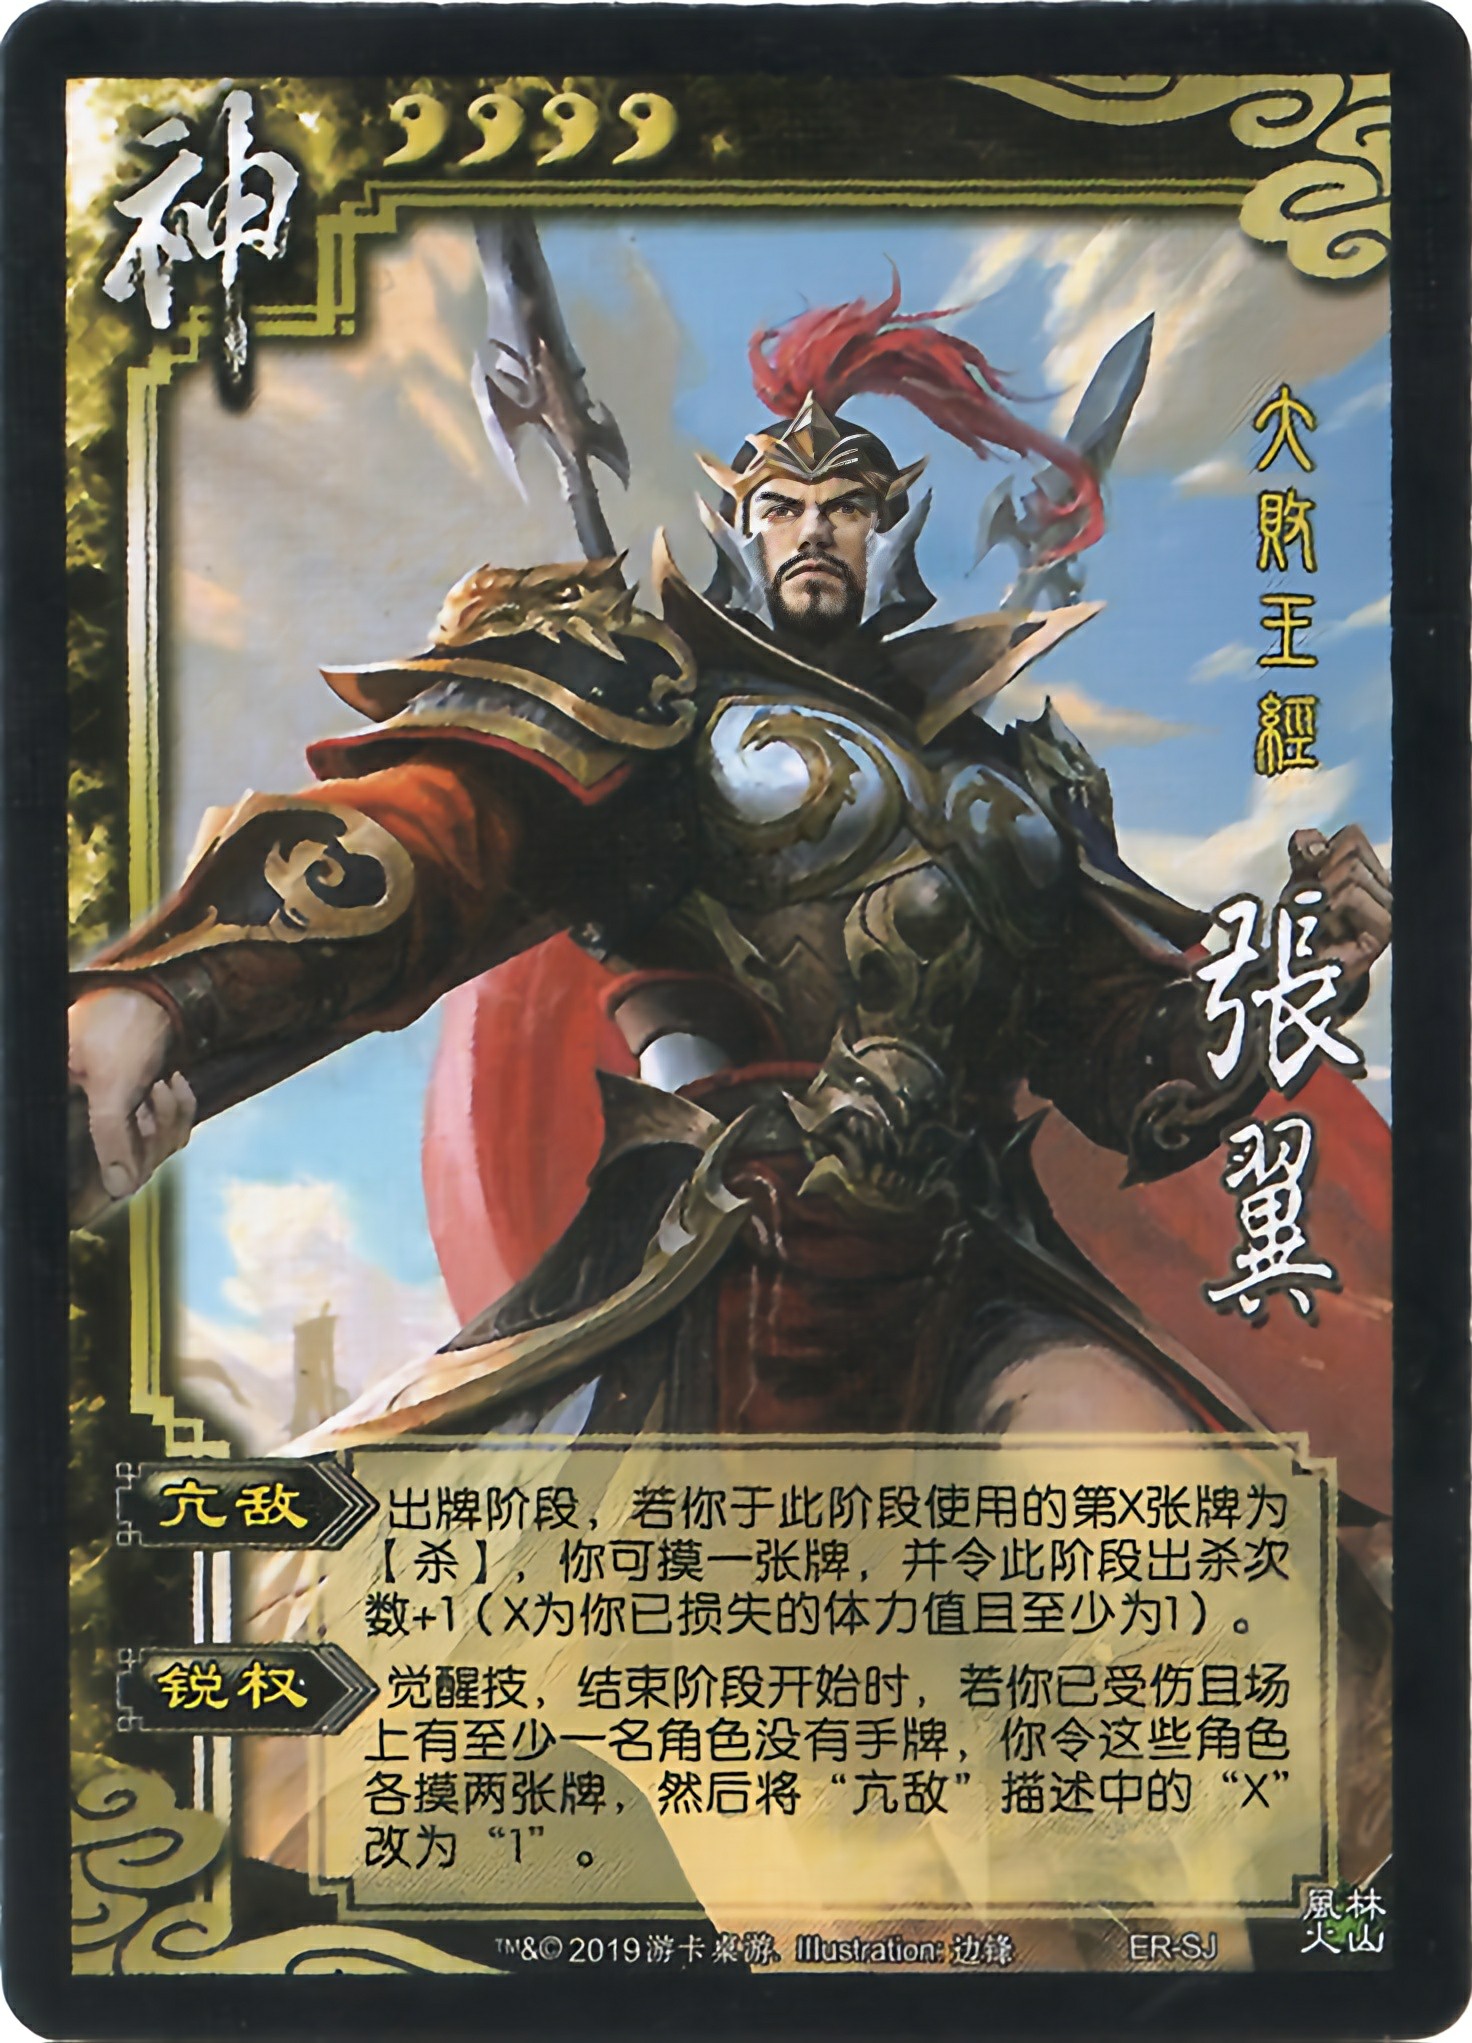 神
大敗王經
張翼
亢敌
出牌阶段，若你于此阶段使用的第X张牌为
【杀】，你可摸一张牌，并令此阶段出杀次
数+1（X为你已损失的体力值且至少为1）。
锐权
觉醒技，结束阶段开始时，若你已受伤且场
上有至少一名角色没有手牌，你令这些角色
各摸两张牌，然后将“亢敌”描述中的“X”
改为“1”。
™&©2019游卡桌游. Illustration: 边锋
ER-SJ
風林
火山